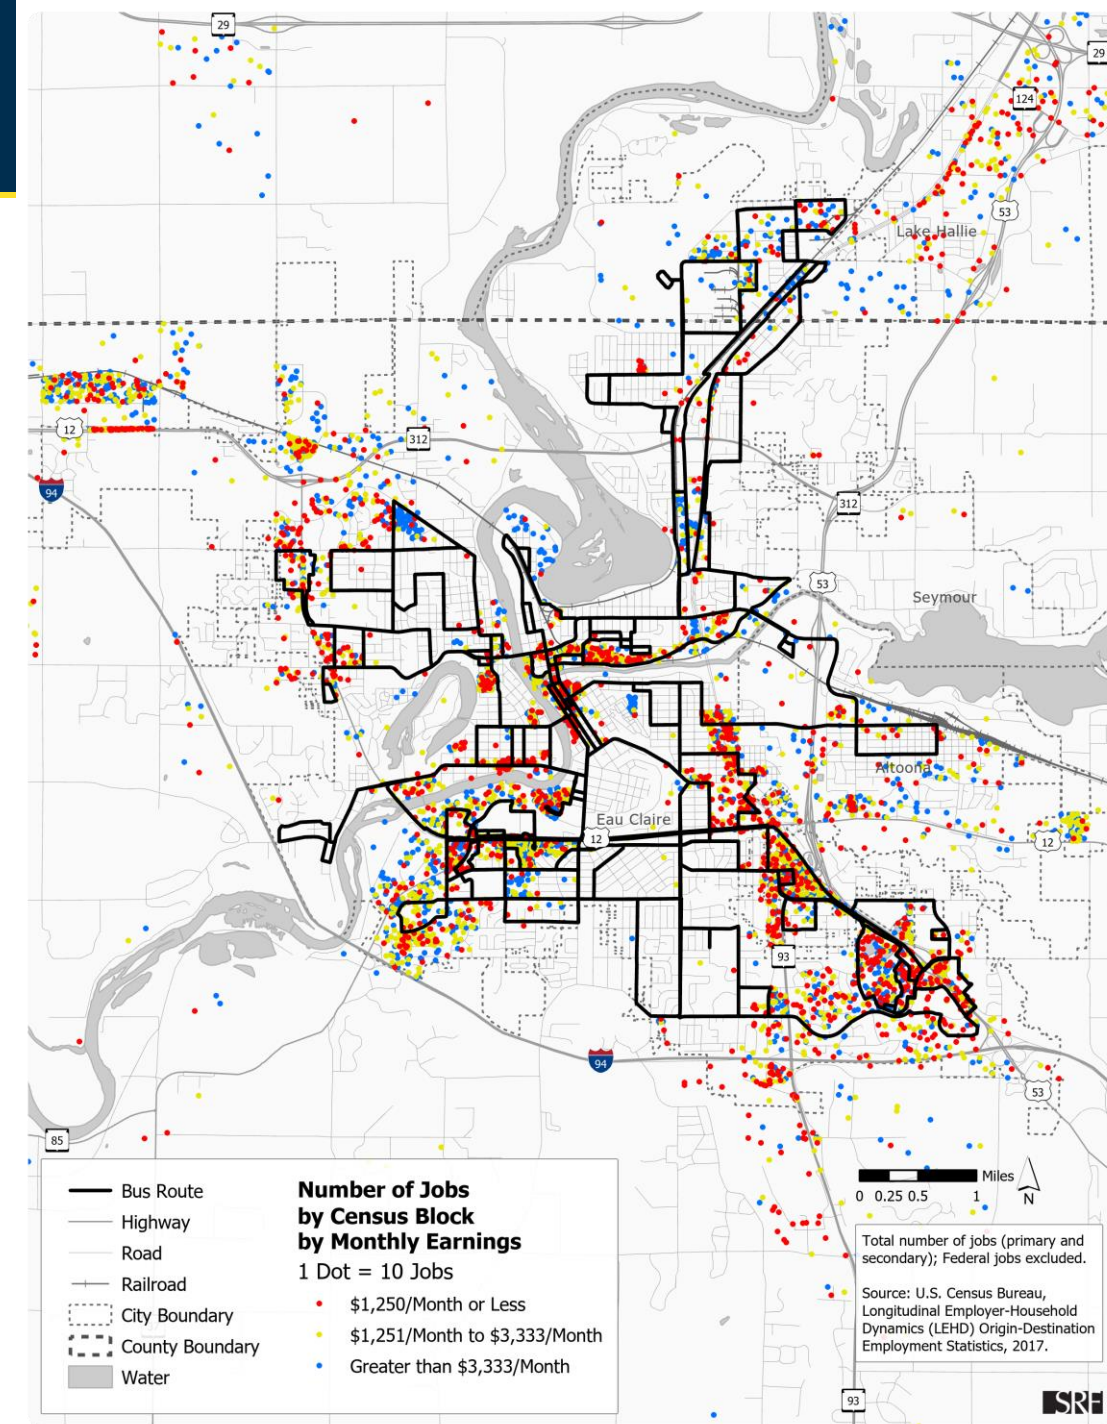 29
29
124
53
Lake Hallie
12
312
94
312
53
Seymour
Altoona
Eau Claire
12
12
93
94
53
85
Miles
0 0.25 0.5 1
N
Bus Route
Highway
Road
Railroad
City Boundary
County Boundary
Water
Number of Jobs
by Census Block
by Monthly Earnings
1 Dot = 10 Jobs
$1,250/Month or Less
$1,251/Month to $3,333/Month
Greater than $3,333/Month
Total number of jobs (primary and
secondary); Federal jobs excluded.
Source: U.S. Census Bureau,
Longitudinal Employer-Household
Dynamics (LEHD) Origin-Destination
Employment Statistics, 2017.
93
SRF